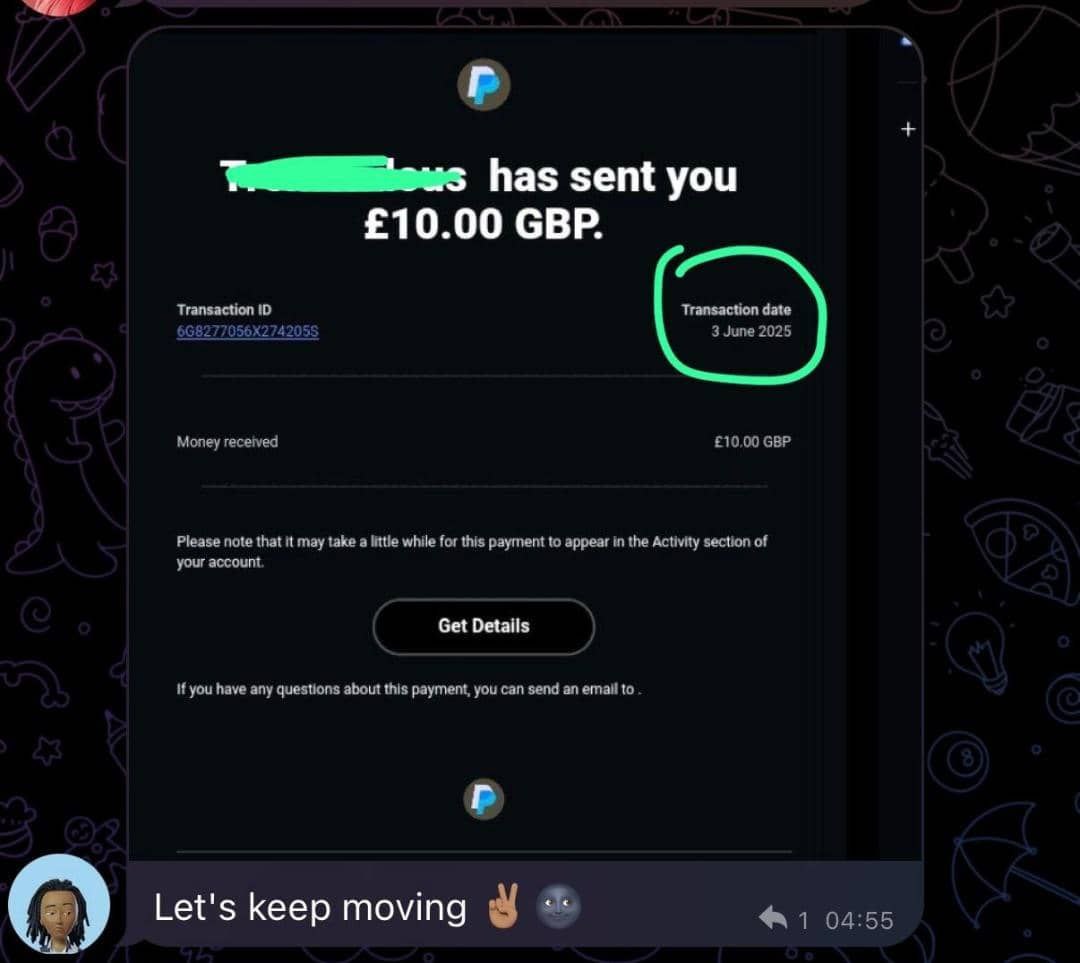 has sent you
£10.00 GBP.
Transaction ID
Transaction date
6G8277056X274205S
3 June 2025
Money received
£10.00 GBP
Please note that it may take a little while for this payment to appear in the Activity section of
your account.
Get Details
If you have any questions about this payment, you can send an email to .
Let's keep moving ✌🏾 🌚
1 04:55